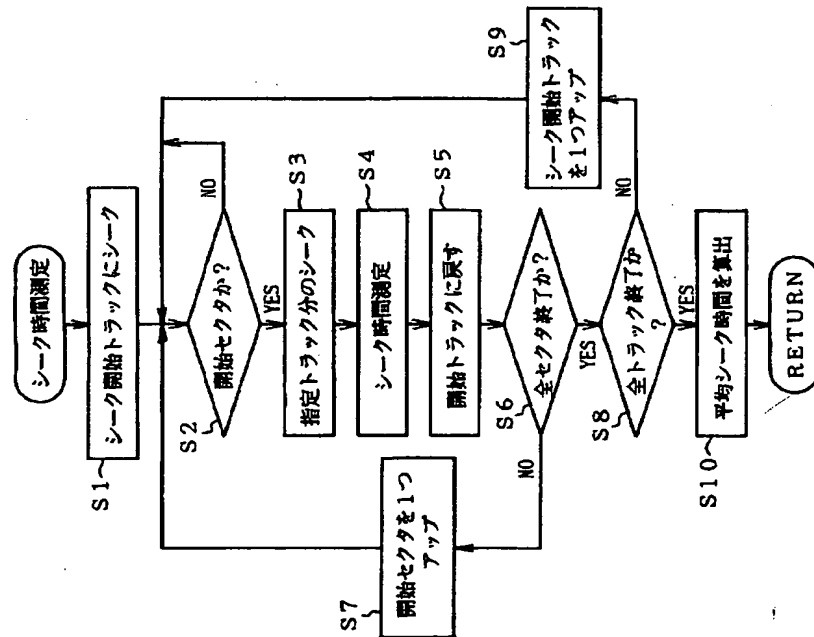 シーク時間測定
S1
シーク開始トラックにシーク
S2
開始セクタか?
NO
YES
指定トラック分のシーク
S3
シーク時間測定
S4
開始トラックに戻す
S5
S6
全セクタ終了か?
NO
YES
S7
開始セクタを1つ
アップ
S8
全トラック終了か
?
NO
YES
S9
シーク開始トラック
を1つアップ
S10
平均シーク時間を算出
RETURN